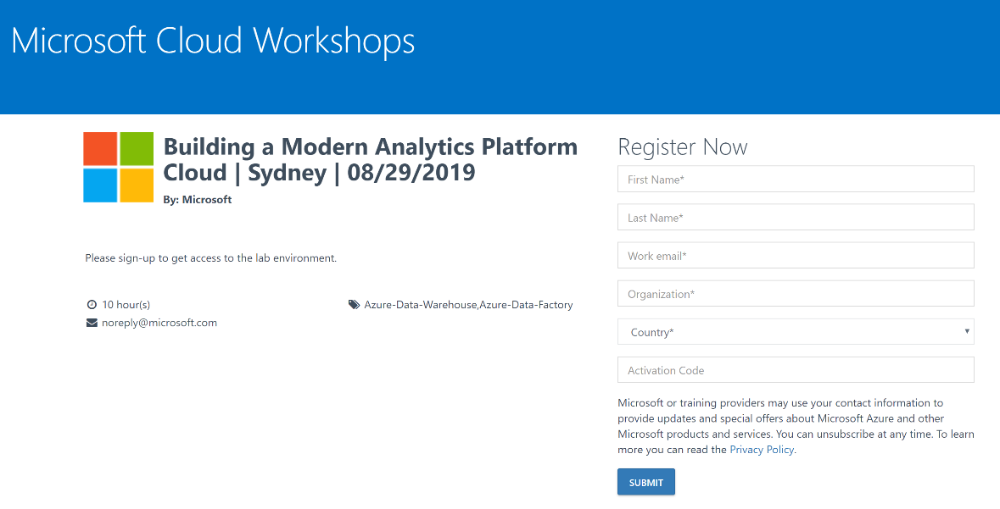 Microsoft Cloud Workshops
Building a Modern Analytics Platform
Cloud | Sydney | 08/29/2019
By: Microsoft
Please sign-up to get access to the lab environment.
10 hour(s)
Azure-Data-Warehouse,Azure-Data-Factory
noreply@microsoft.com
Register Now
First Name*
Last Name*
Work email*
Organization*
Country*
Activation Code
Microsoft or training providers may use your contact information to
provide updates and special offers about Microsoft Azure and other
Microsoft products and services. You can unsubscribe at any time. To learn
more you can read the Privacy Policy.
SUBMIT